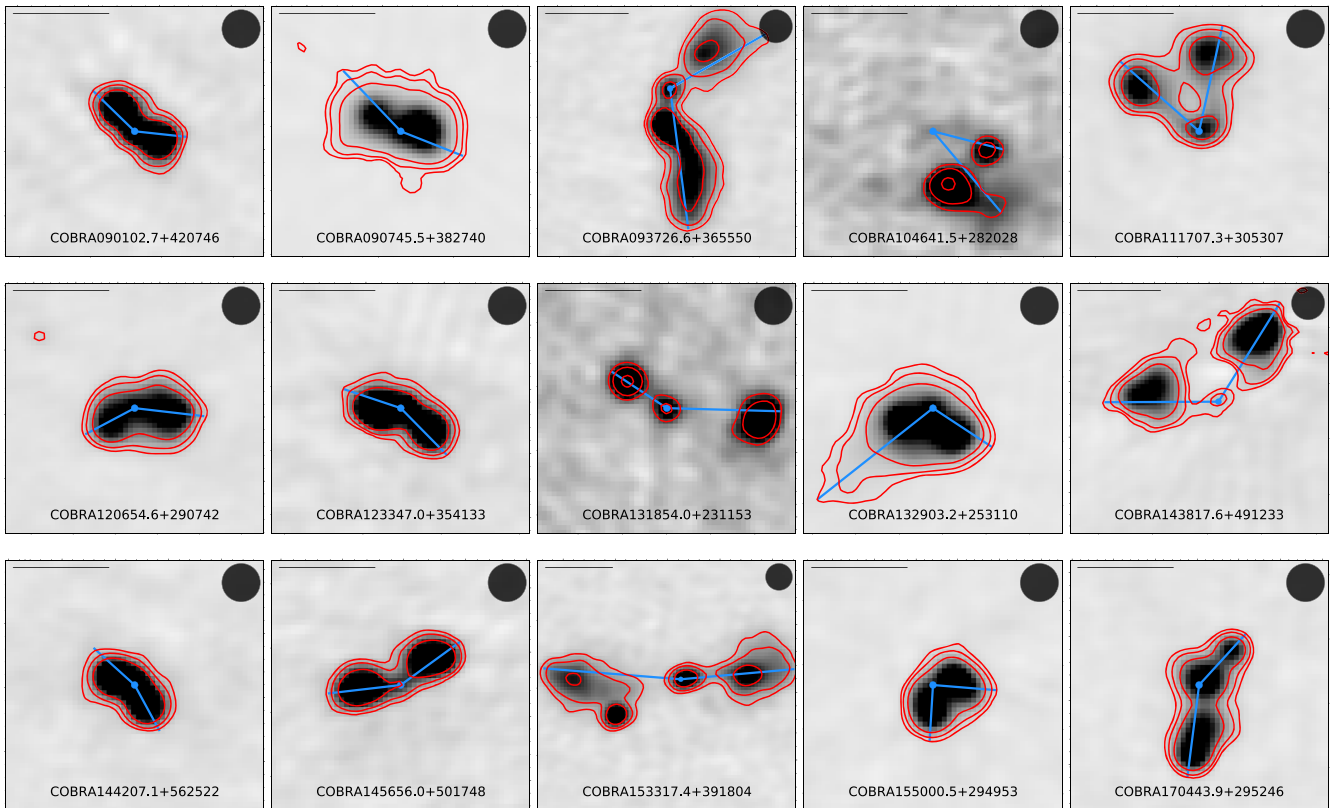 COBRA090102.7+420746
COBRA090745.5+382740
COBRA093726.6+365550
COBRA104641.5+282028
COBRA111707.3+305307
COBRA120654.6+290742
COBRA123347.0+354133
COBRA131854.0+231153
COBRA132903.2+253110
COBRA143817.6+491233
COBRA144207.1+562522
COBRA145656.0+501748
COBRA153317.4+391804
COBRA155000.5+294953
COBRA170443.9+295246